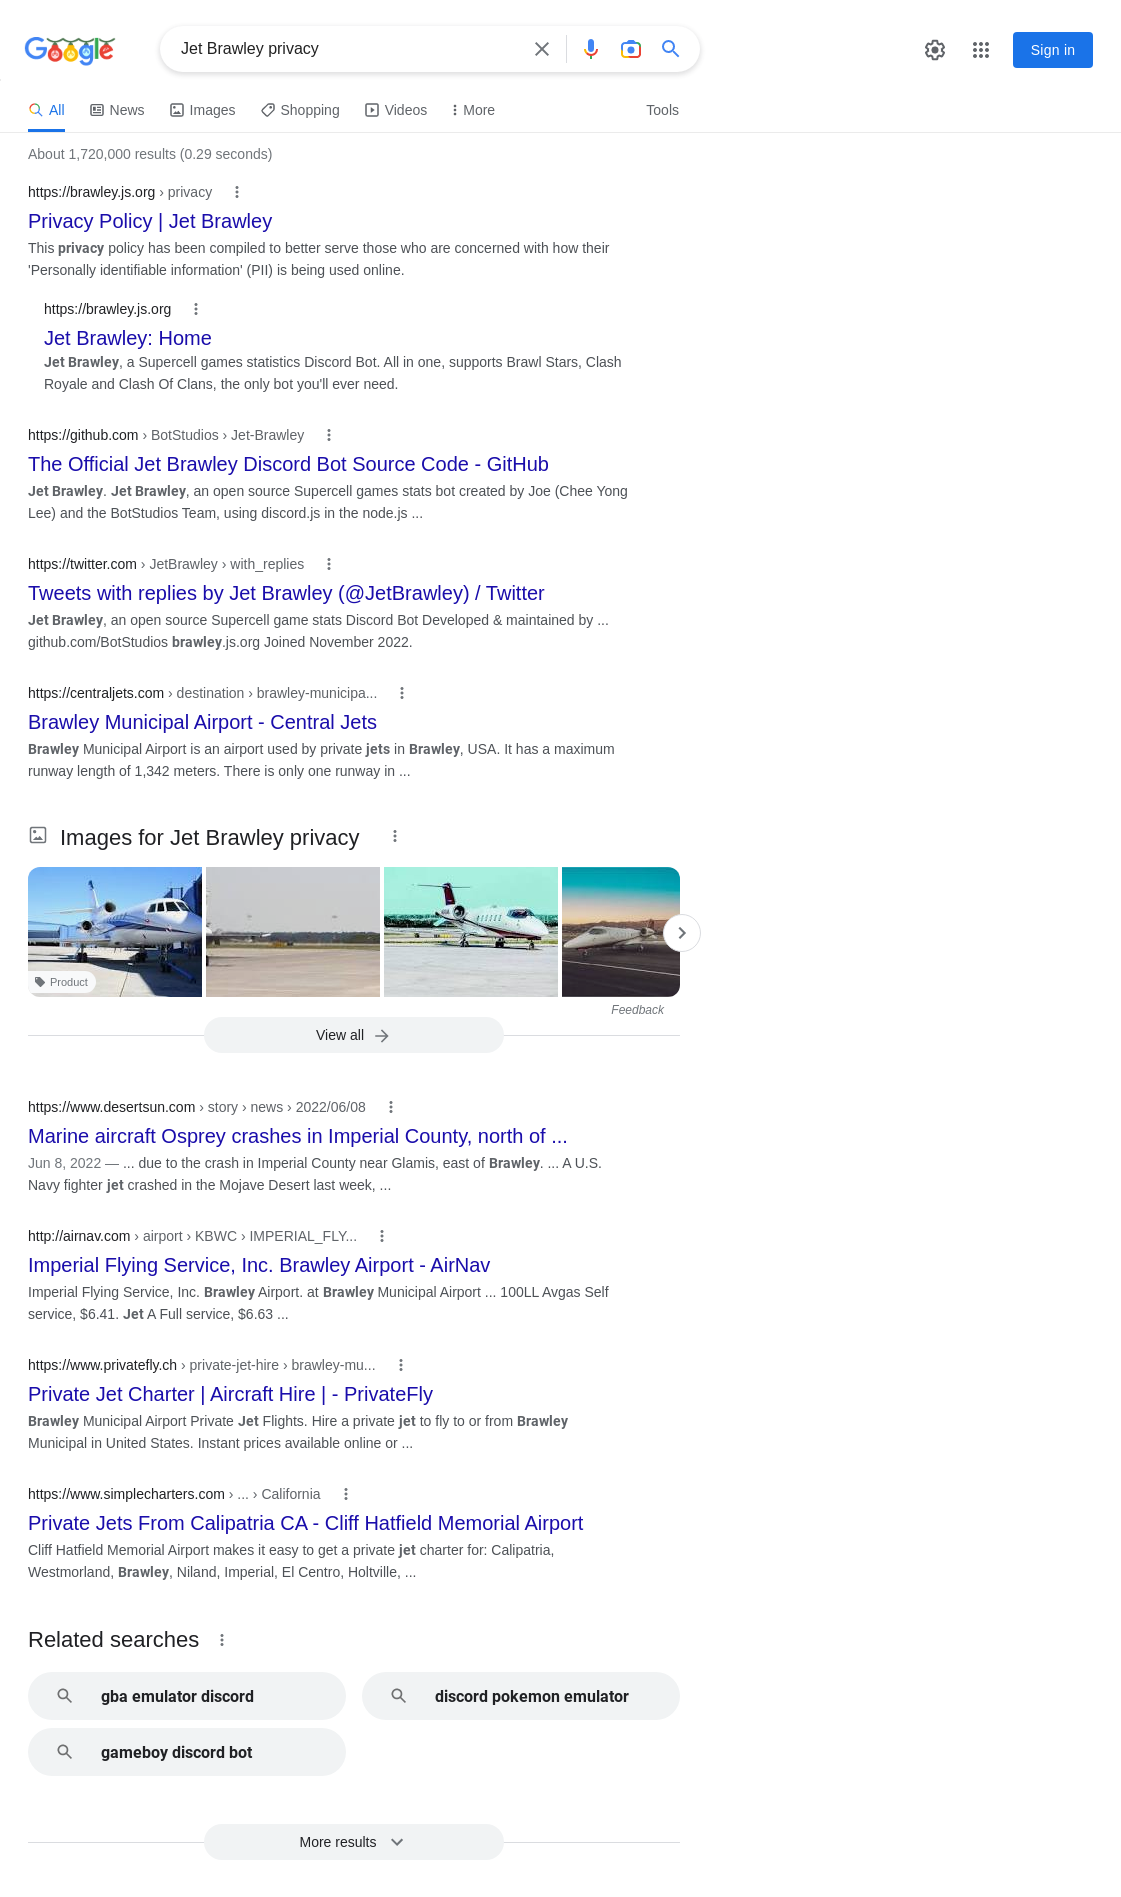 Google
Jet Brawley privacy
Sign in
All News Images Shopping Videos More Tools
About 1,720,000 results (0.29 seconds)
https://brawley.js.org › privacy
Privacy Policy | Jet Brawley
This privacy policy has been compiled to better serve those who are concerned with how their
'Personally identifiable information' (PII) is being used online.
https://brawley.js.org
Jet Brawley: Home
Jet Brawley, a Supercell games statistics Discord Bot. All in one, supports Brawl Stars, Clash
Royale and Clash Of Clans, the only bot you'll ever need.
https://github.com › BotStudios › Jet-Brawley
The Official Jet Brawley Discord Bot Source Code - GitHub
Jet Brawley. Jet Brawley, an open source Supercell games stats bot created by Joe (Chee Yong
Lee) and the BotStudios Team, using discord.js in the node.js ...
https://twitter.com › JetBrawley › with_replies
Tweets with replies by Jet Brawley (@JetBrawley) / Twitter
Jet Brawley, an open source Supercell game stats Discord Bot Developed & maintained by ...
github.com/BotStudios brawley.js.org Joined November 2022.
https://centraljets.com › destination › brawley-municipa...
Brawley Municipal Airport - Central Jets
Brawley Municipal Airport is an airport used by private jets in Brawley, USA. It has a maximum
runway length of 1,342 meters. There is only one runway in ...
Images for Jet Brawley privacy
Product
Feedback
View all
https://www.desertsun.com › story › news › 2022/06/08
Marine aircraft Osprey crashes in Imperial County, north of ...
Jun 8, 2022 — ... due to the crash in Imperial County near Glamis, east of Brawley. ... A U.S.
Navy fighter jet crashed in the Mojave Desert last week, ...
http://airnav.com › airport › KBWC › IMPERIAL_FLY...
Imperial Flying Service, Inc. Brawley Airport - AirNav
Imperial Flying Service, Inc. Brawley Airport. at Brawley Municipal Airport ... 100LL Avgas Self
service, $6.41. Jet A Full service, $6.63 ...
https://www.privatefly.ch › private-jet-hire › brawley-mu...
Private Jet Charter | Aircraft Hire | - PrivateFly
Brawley Municipal Airport Private Jet Flights. Hire a private jet to fly to or from Brawley
Municipal in United States. Instant prices available online or ...
https://www.simplecharters.com › ... › California
Private Jets From Calipatria CA - Cliff Hatfield Memorial Airport
Cliff Hatfield Memorial Airport makes it easy to get a private jet charter for: Calipatria,
Westmorland, Brawley, Niland, Imperial, El Centro, Holtville, ...
Related searches
gba emulator discord
discord pokemon emulator
gameboy discord bot
More results